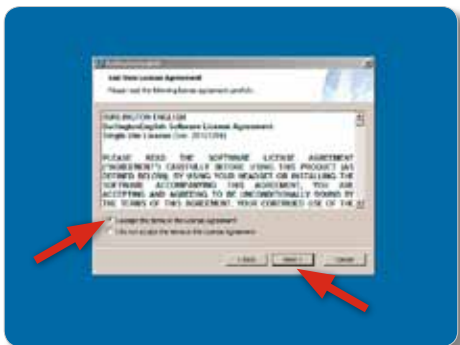 End User License Agreement
Please read the following license agreement carefully.
BURLINGTON ENGLISH
BurlingtonEnglish Software License Agreement
Single Site License
PLEASE READ THE SOFTWARE LICENSE AGREEMENT
("AGREEMENT") CAREFULLY BEFORE USING THIS PRODUCT (AS
DEFINED BELOW). BY USING YOUR HEADSET OR INSTALLING THE
SOFTWARE ACCOMPANYING THIS AGREEMENT, YOU ARE
ACCEPTING AND AGREEING TO BE UNCONDITIONALLY BOUND BY
THE TERMS OF THIS AGREEMENT. YOUR CONTINUED USE OF THE
I accept the terms in the License Agreement
I do not accept the terms in the License Agreement
< Back Next > Cancel